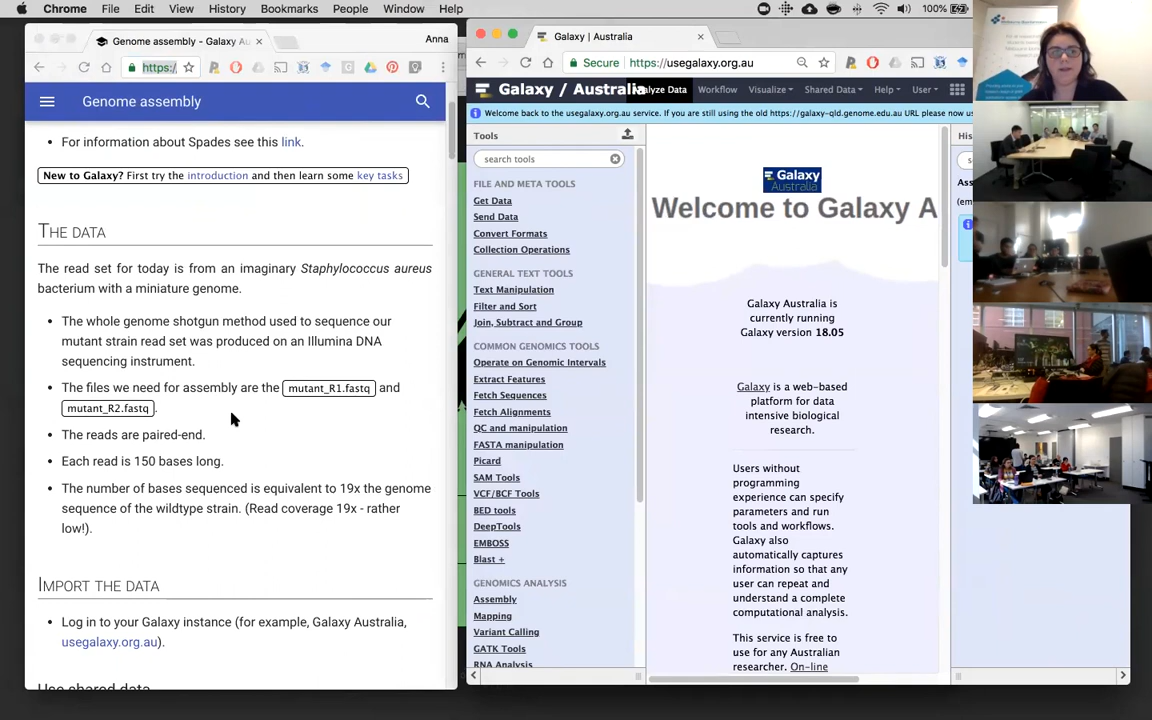 Chrome File Edit View History Bookmarks People Window Help 100%
Genome assembly - Galaxy Au
Anna
https:/
Genome assembly
For information about Spades see this link.
New to Galaxy? First try the introduction and then learn some key tasks
THE DATA
The read set for today is from an imaginary Staphylococcus aureus
bacterium with a miniature genome.
The whole genome shotgun method used to sequence our
mutant strain read set was produced on an Illumina DNA
sequencing instrument.
The files we need for assembly are the mutant_R1.fastq and
mutant_R2.fastq.
The reads are paired-end.
Each read is 150 bases long.
The number of bases sequenced is equivalent to 19x the genome
sequence of the wildtype strain. (Read coverage 19x - rather
low!).
IMPORT THE DATA
Log in to your Galaxy instance (for example, Galaxy Australia,
usegalaxy.org.au).
Use shared data
Galaxy | Australia
Secure https://usegalaxy.org.au
Galaxy / Australia
alyze Data Workflow Visualize Shared Data Help User
Welcome back to the usegalaxy.org.au service. If you are still using the old https://galaxy-qld.genome.edu.au URL please now us
Tools
search tools
FILE AND META TOOLS
Get Data
Send Data
Convert Formats
Collection Operations
GENERAL TEXT TOOLS
Text Manipulation
Filter and Sort
Join, Subtract and Group
COMMON GENOMICS TOOLS
Operate on Genomic Intervals
Extract Features
Fetch Sequences
Fetch Alignments
QC and manipulation
FASTA manipulation
Picard
SAM Tools
VCF/BCF Tools
BED tools
DeepTools
EMBOSS
Blast +
GENOMICS ANALYSIS
Assembly
Mapping
Variant Calling
GATK Tools
RNA Analysis
Galaxy
Australia
Welcome to Galaxy A
Galaxy Australia is
currently running
Galaxy version 18.05
Galaxy is a web-based
platform for data
intensive biological
research.
Users without
programming
experience can specify
parameters and run
tools and workflows.
Galaxy also
automatically captures
information so that any
user can repeat and
understand a complete
computational analysis.
This service is free to
use for any Australian
researcher. On-line
His
se
Ass
(em